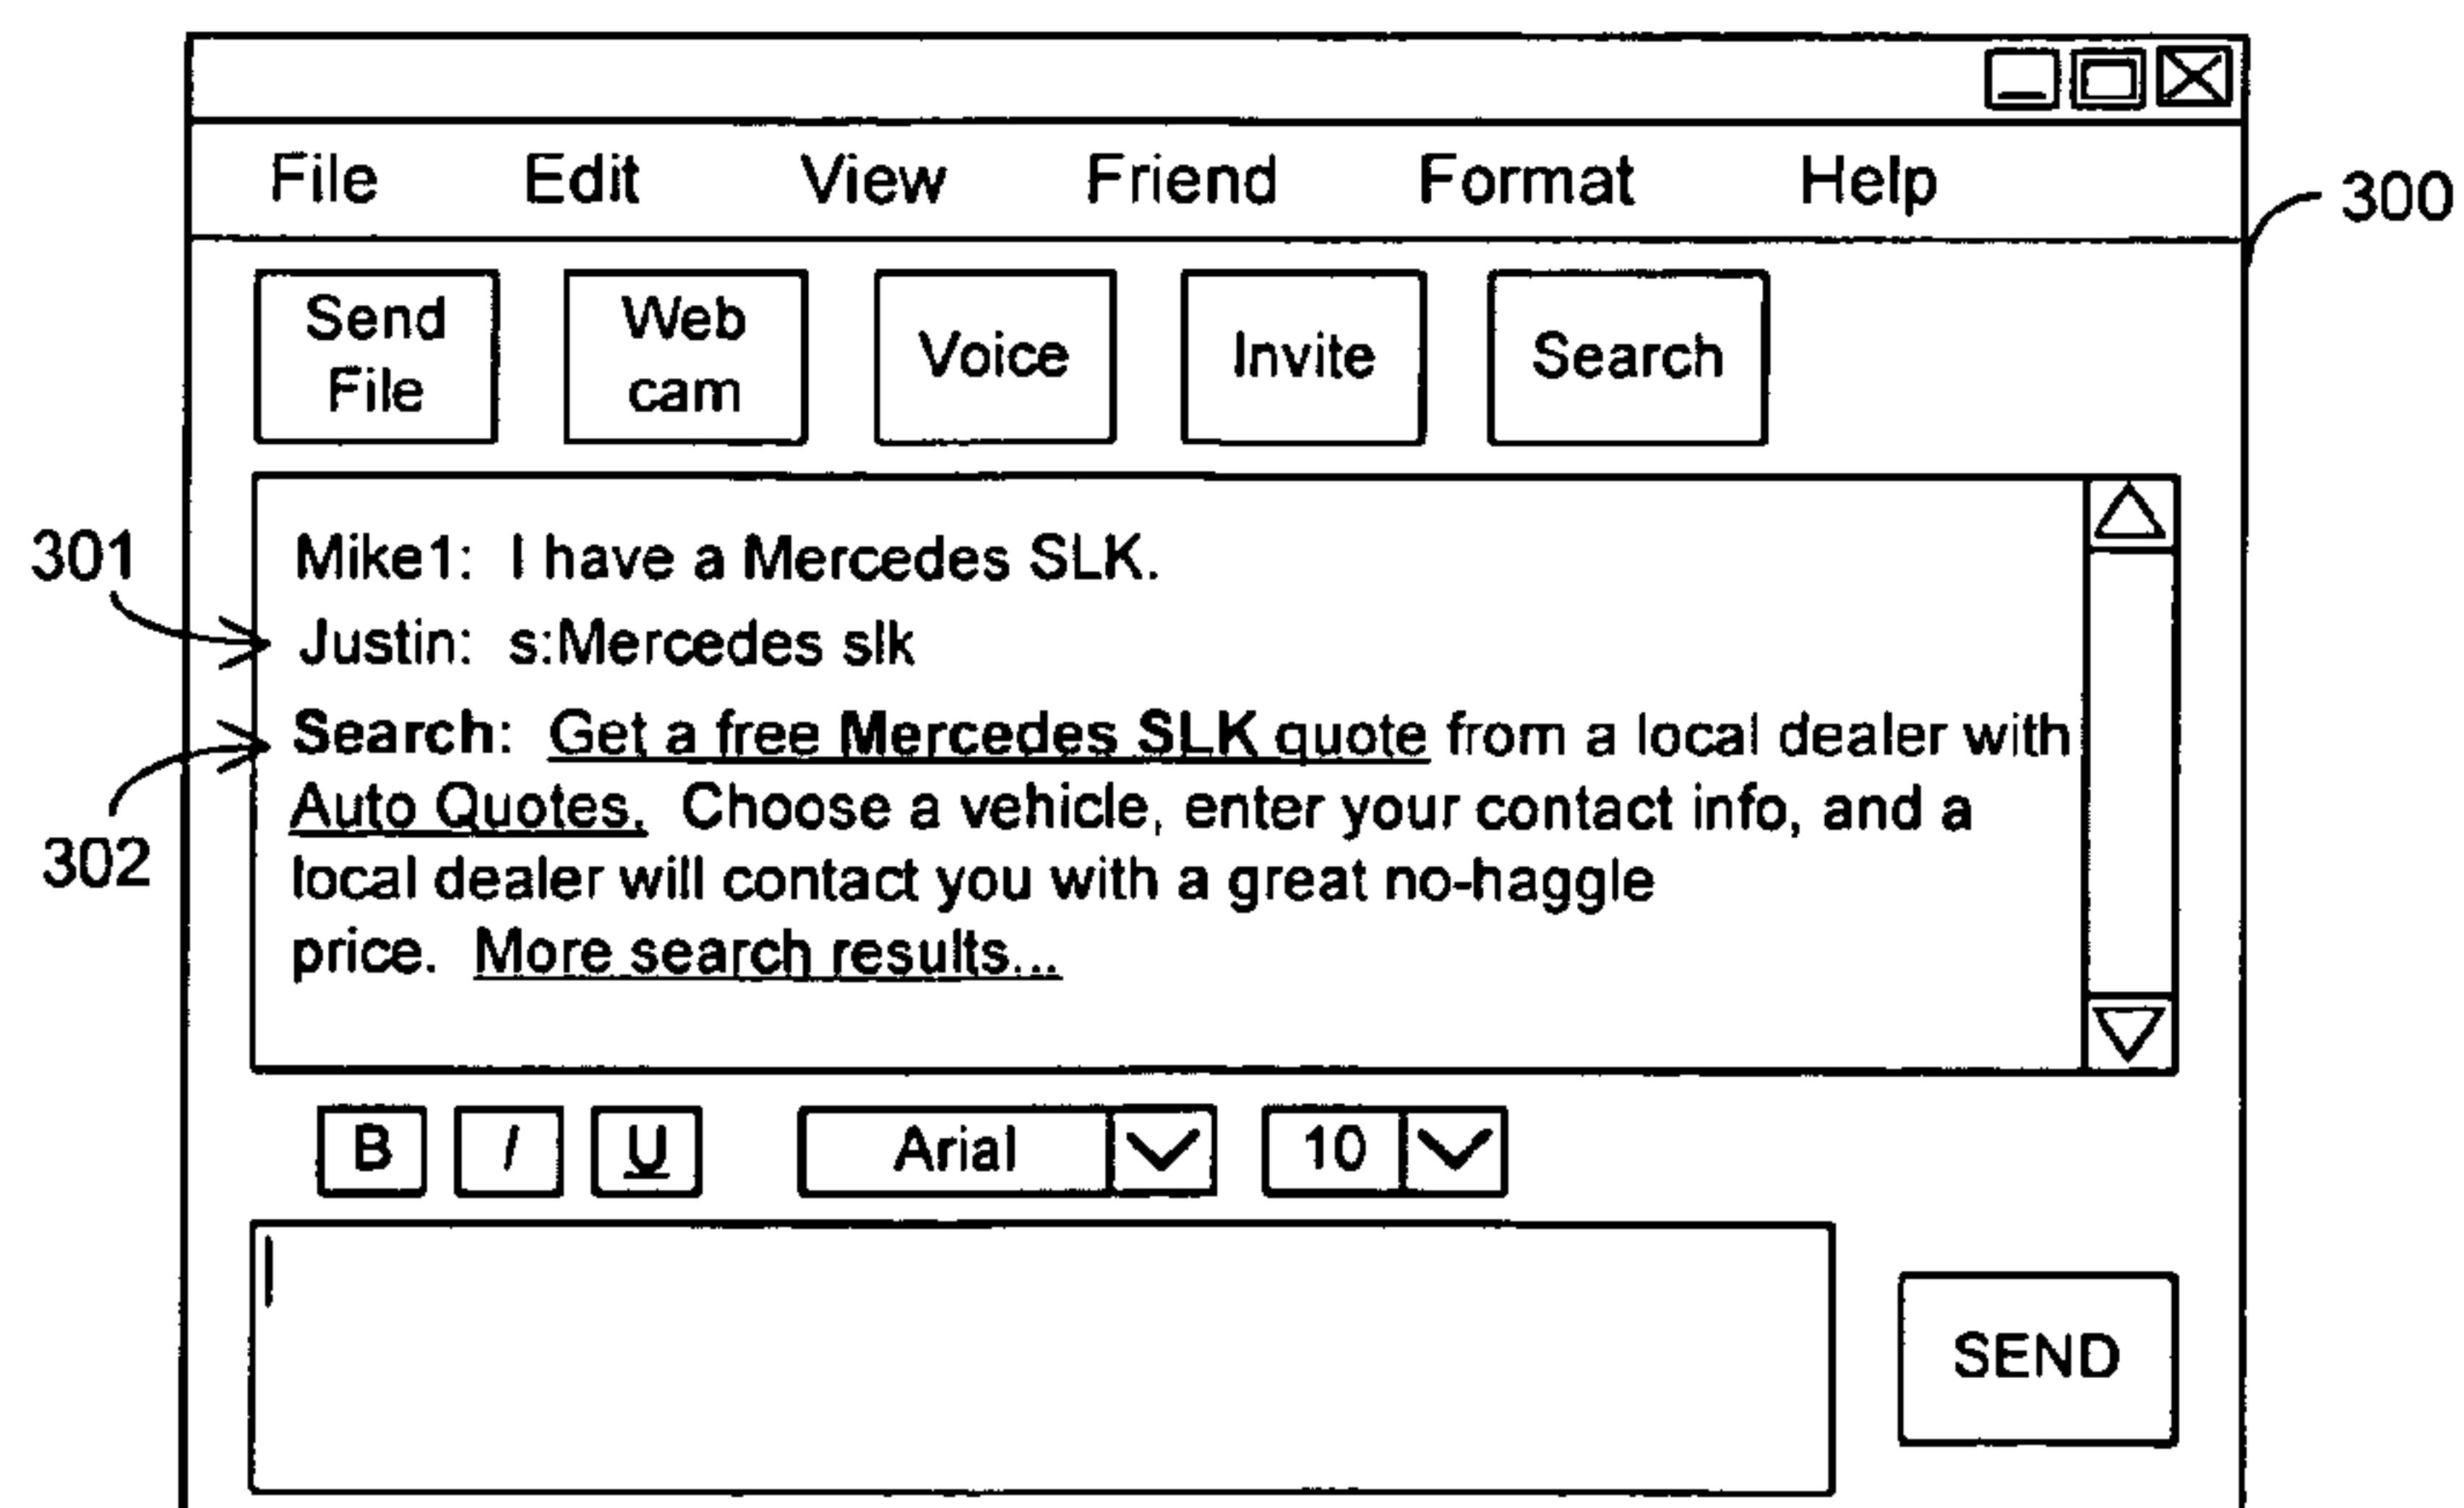 File Edit View Friend Format Help
300
Send File
Web cam
Voice
Invite
Search
301
Mike1: I have a Mercedes SLK.
Justin: s:Mercedes slk
302
Search: Get a free Mercedes SLK quote from a local dealer with
Auto Quotes. Choose a vehicle, enter your contact info, and a
local dealer will contact you with a great no-haggle
price. More search results...
B I U Arial 10
SEND